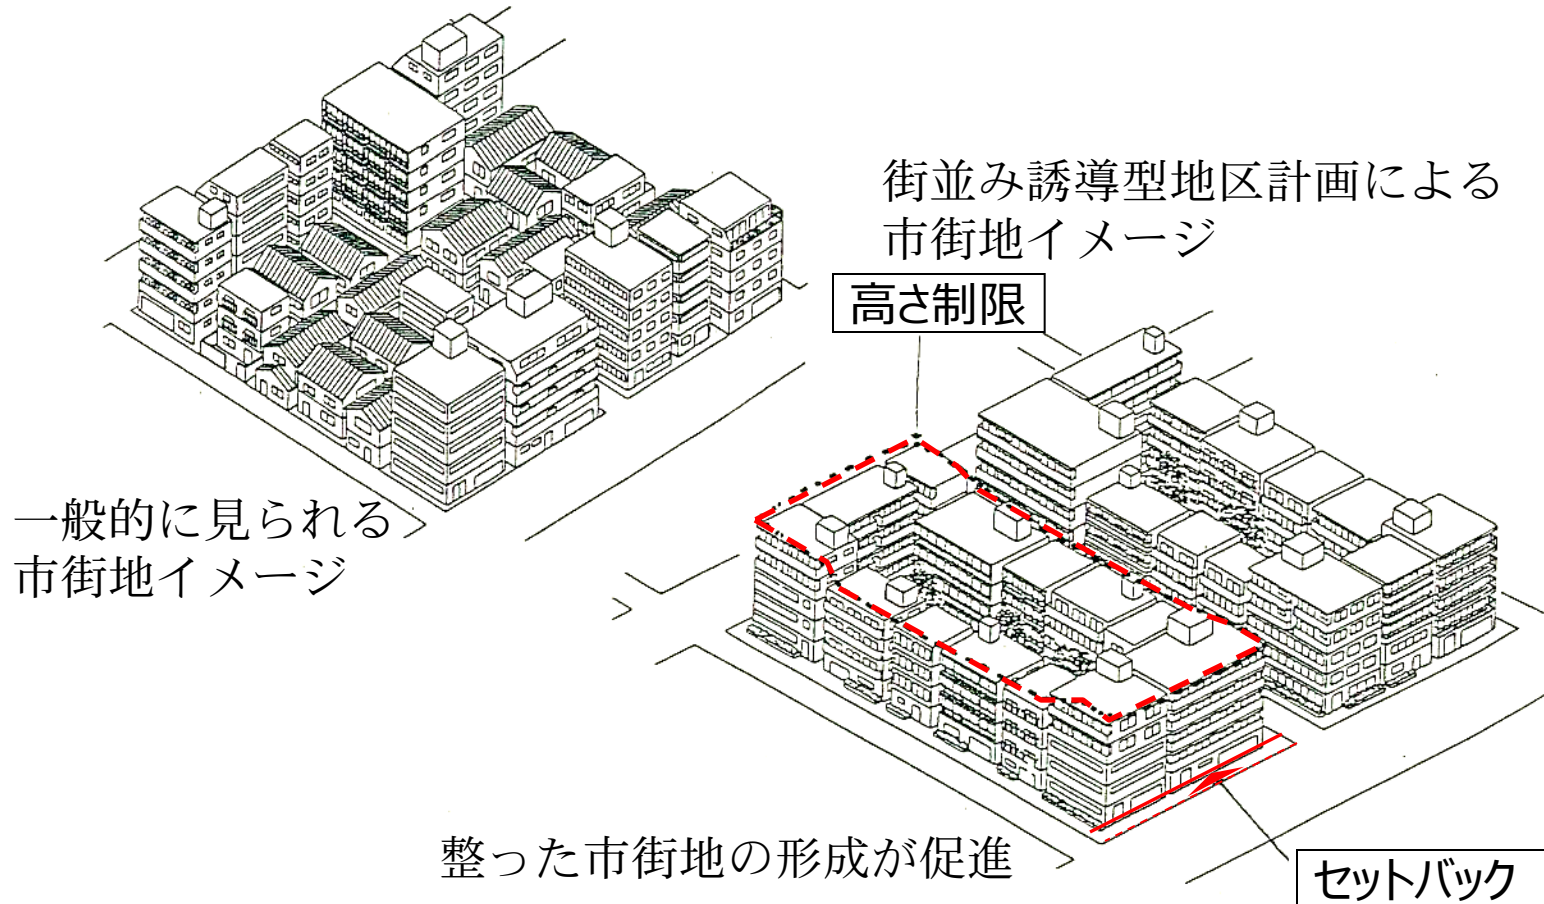 街並み誘導型地区計画による
市街地イメージ
高さ制限
一般的に見られる
市街地イメージ
整った市街地の形成が促進
セットバック